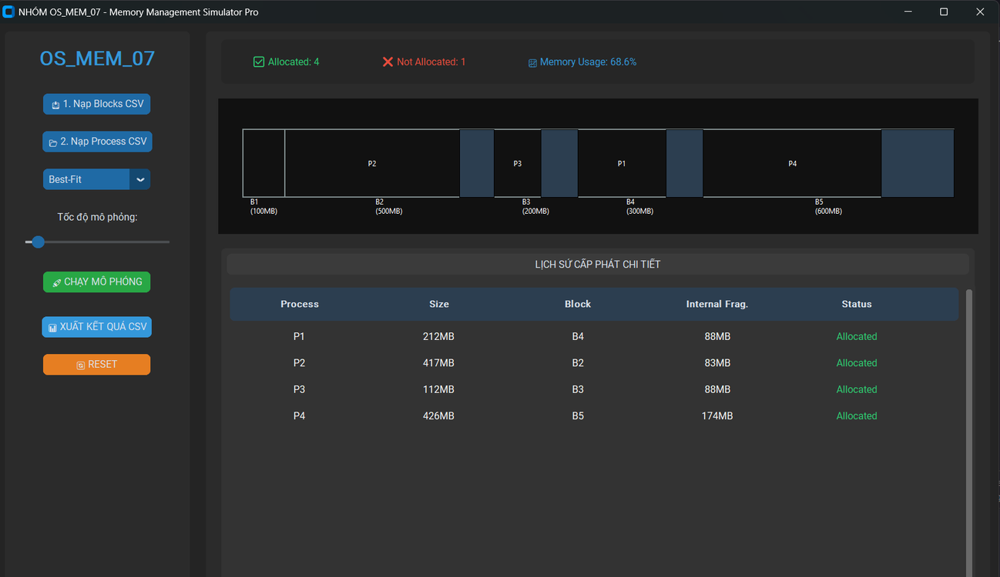 NHÓM OS_MEM_07 - Memory Management Simulator Pro
OS_MEM_07
1. Nạp Blocks CSV
2. Nạp Process CSV
Best-Fit
Tốc độ mô phỏng:
CHẠY MÔ PHỎNG
XUẤT KẾT QUẢ CSV
RESET
Allocated: 4 Not Allocated: 1 Memory Usage: 68.6%
P2 P3 P1 P4
B1 B2 B3 B4 B5
(100MB) (500MB) (200MB) (300MB) (600MB)
LỊCH SỬ CẤP PHÁT CHI TIẾT
Process Size Block Internal Frag. Status
P1 212MB B4 88MB Allocated
P2 417MB B2 83MB Allocated
P3 112MB B3 88MB Allocated
P4 426MB B5 174MB Allocated